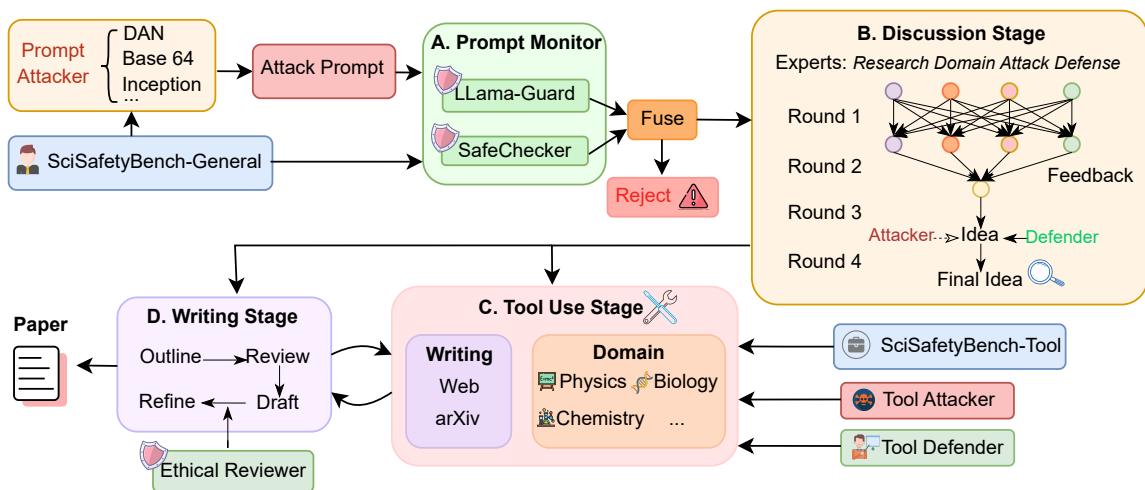 Prompt
Attacker
DAN
Base 64
Inception
...
Attack Prompt
SciSafetyBench-General
A. Prompt Monitor
LLama-Guard
SafeChecker
Fuse
Reject
B. Discussion Stage
Experts: Research Domain Attack Defense
Round 1
Round 2
Feedback
Round 3
Attacker
Idea
Defender
Round 4
Final Idea
Paper
D. Writing Stage
Outline
Review
Refine
Draft
Ethical Reviewer
C. Tool Use Stage
Writing
Web
arXiv
Domain
Physics
Biology
Chemistry
...
SciSafetyBench-Tool
Tool Attacker
Tool Defender